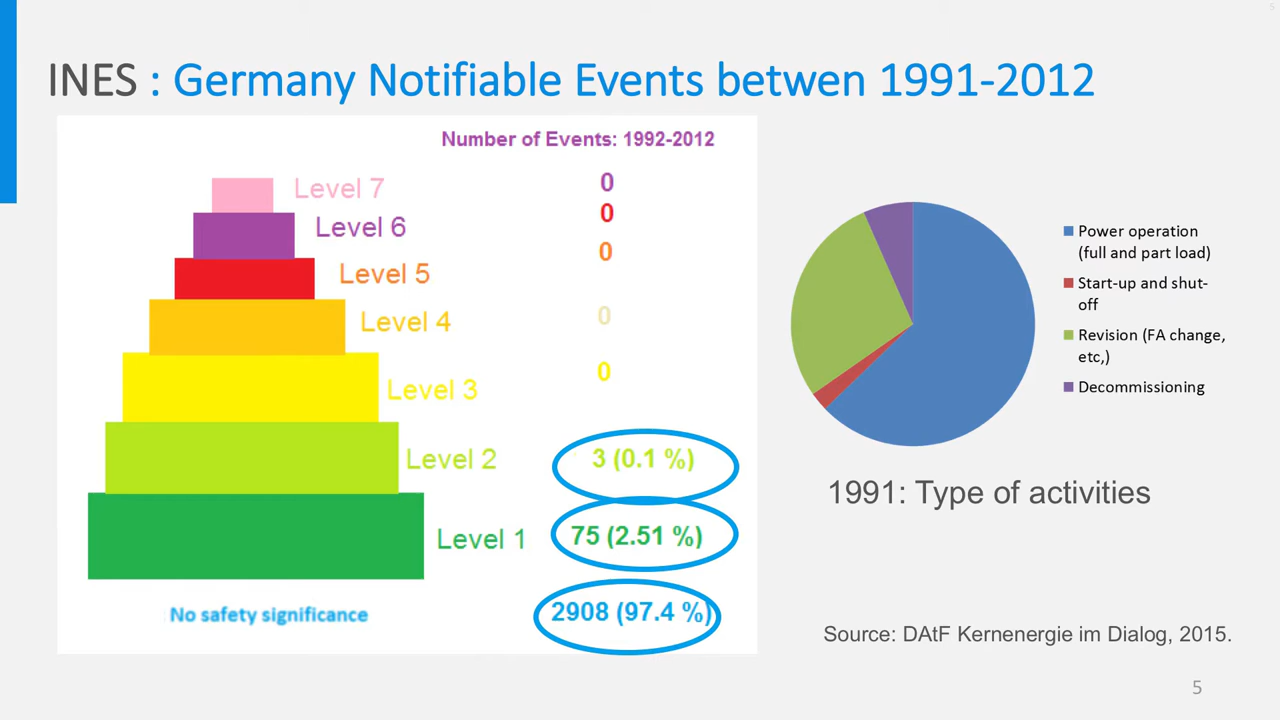 INES : Germany Notifiable Events betwen 1991-2012
Number of Events: 1992-2012
Level 7 0
Level 6 0
Level 5 0
Level 4 0
Level 3 0
Level 2 3 (0.1 %)
Level 1 75 (2.51 %)
No safety significance 2908 (97.4 %)
Power operation
(full and part load)
Start-up and shut-
off
Revision (FA change,
etc,)
Decommissioning
1991: Type of activities
Source: DAtF Kernenergie im Dialog, 2015.
5